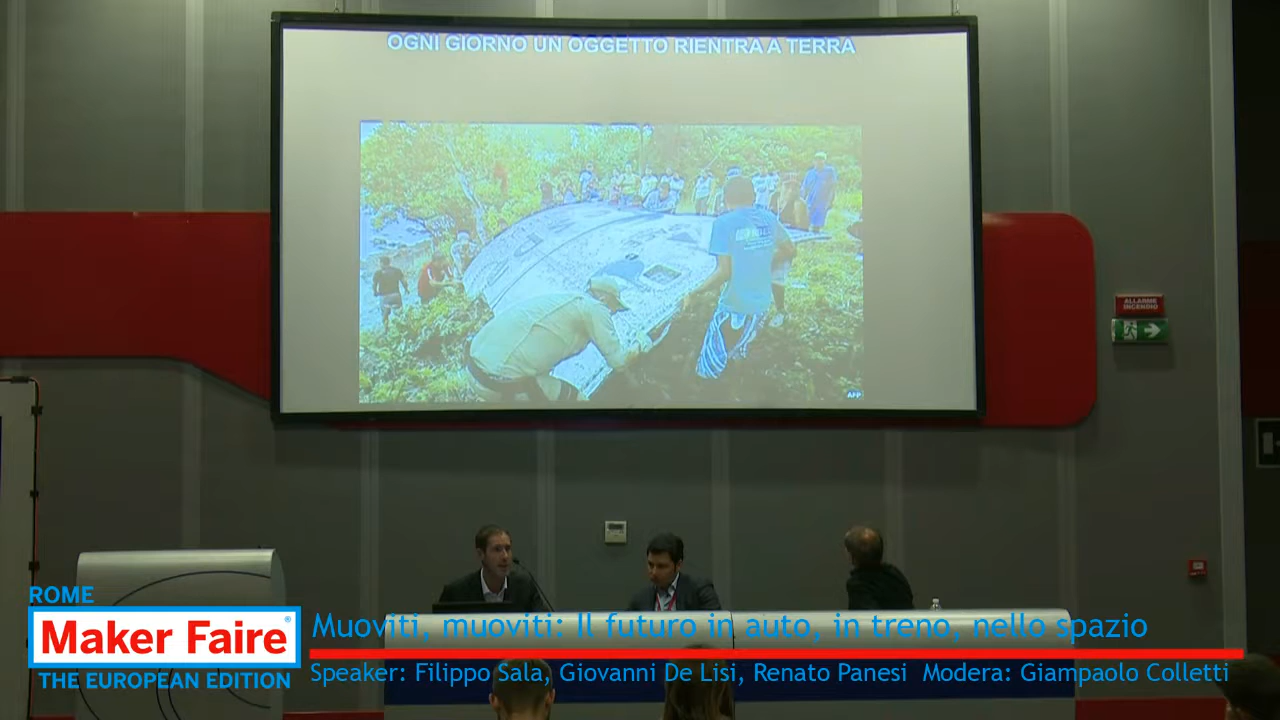 OGNI GIORNO UN OGGETTO RIENTRA A TERRA
AFP
ALLARME
INCENDIO
ROME
Maker Faire®
THE EUROPEAN EDITION
Muoviti, muoviti: Il futuro in auto, in treno, nello spazio
Speaker: Filippo Sala, Giovanni De Lisi, Renato Panesi Modera: Giampaolo Colletti